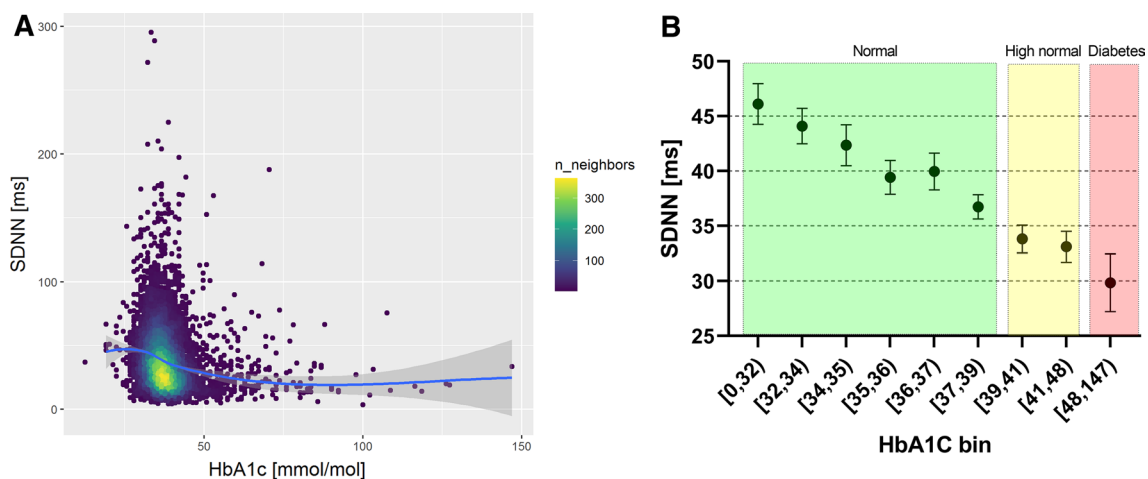 A
SDNN [ms]
300
200
100
0
50
100
150
HbA1c [mmol/mol]
n_neighbors
300
200
100
B
Normal
High normal
Diabetes
SDNN [ms]
50
45
40
35
30
25
[0,32)
[32,34)
[34,35)
[35,36)
[36,37)
[37,39)
[39,41)
[41,48)
[48,147)
HbA1C bin